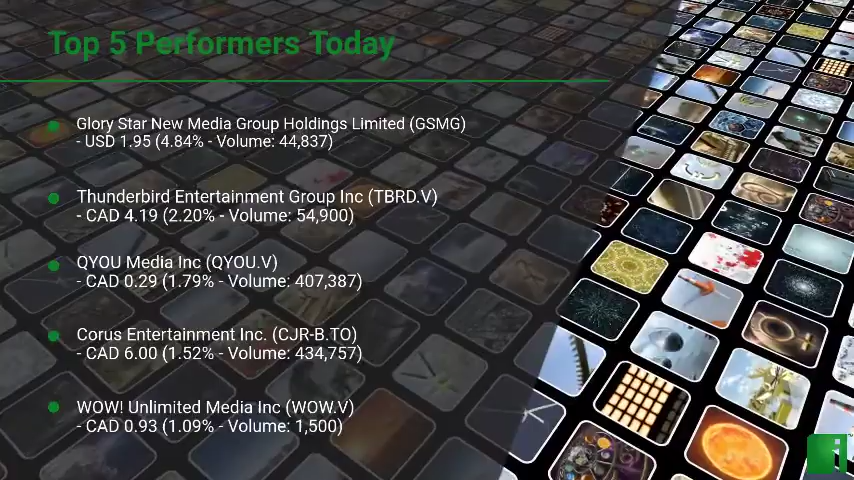 Top 5 Performers Today
Glory Star New Media Group Holdings Limited (GSMG)
- USD 1.95 (4.84% - Volume: 44,837)
Thunderbird Entertainment Group Inc (TBRD.V)
- CAD 4.19 (2.20% - Volume: 54,900)
QYOU Media Inc (QYOU.V)
- CAD 0.29 (1.79% - Volume: 407,387)
Corus Entertainment Inc. (CJR-B.TO)
- CAD 6.00 (1.52% - Volume: 434,757)
WOW! Unlimited Media Inc (WOW.V)
- CAD 0.93 (1.09% - Volume: 1,500)
i